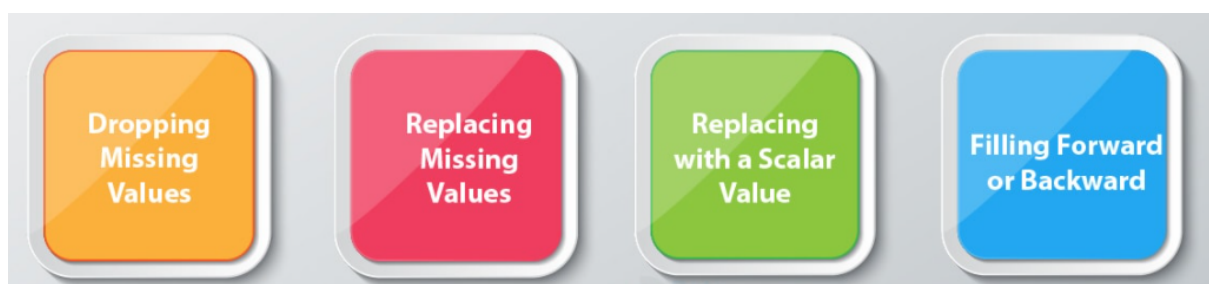 Dropping
Missing
Values
Replacing
Missing
Values
Replacing
with a Scalar
Value
Filling Forward
or Backward